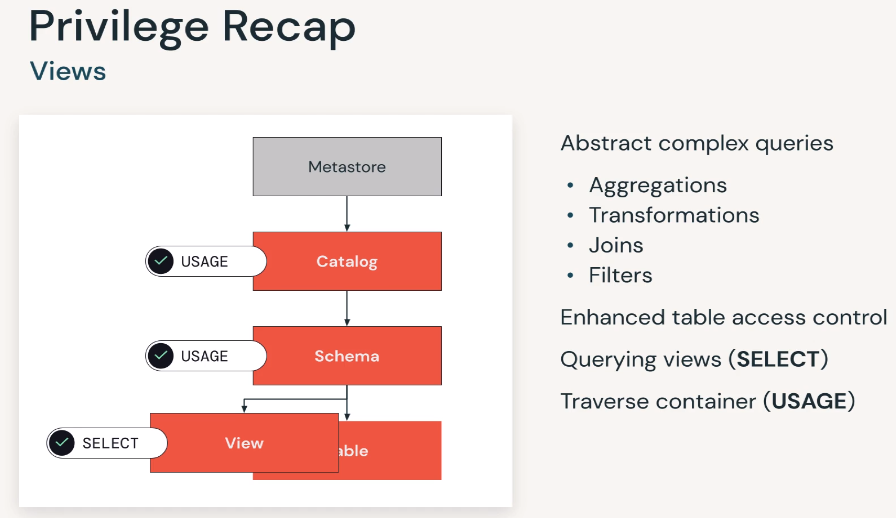 Privilege Recap
Views
Metastore
USAGE
Catalog
USAGE
Schema
SELECT
View
able
Abstract complex queries
• Aggregations
• Transformations
• Joins
• Filters
Enhanced table access control
Querying views (SELECT)
Traverse container (USAGE)